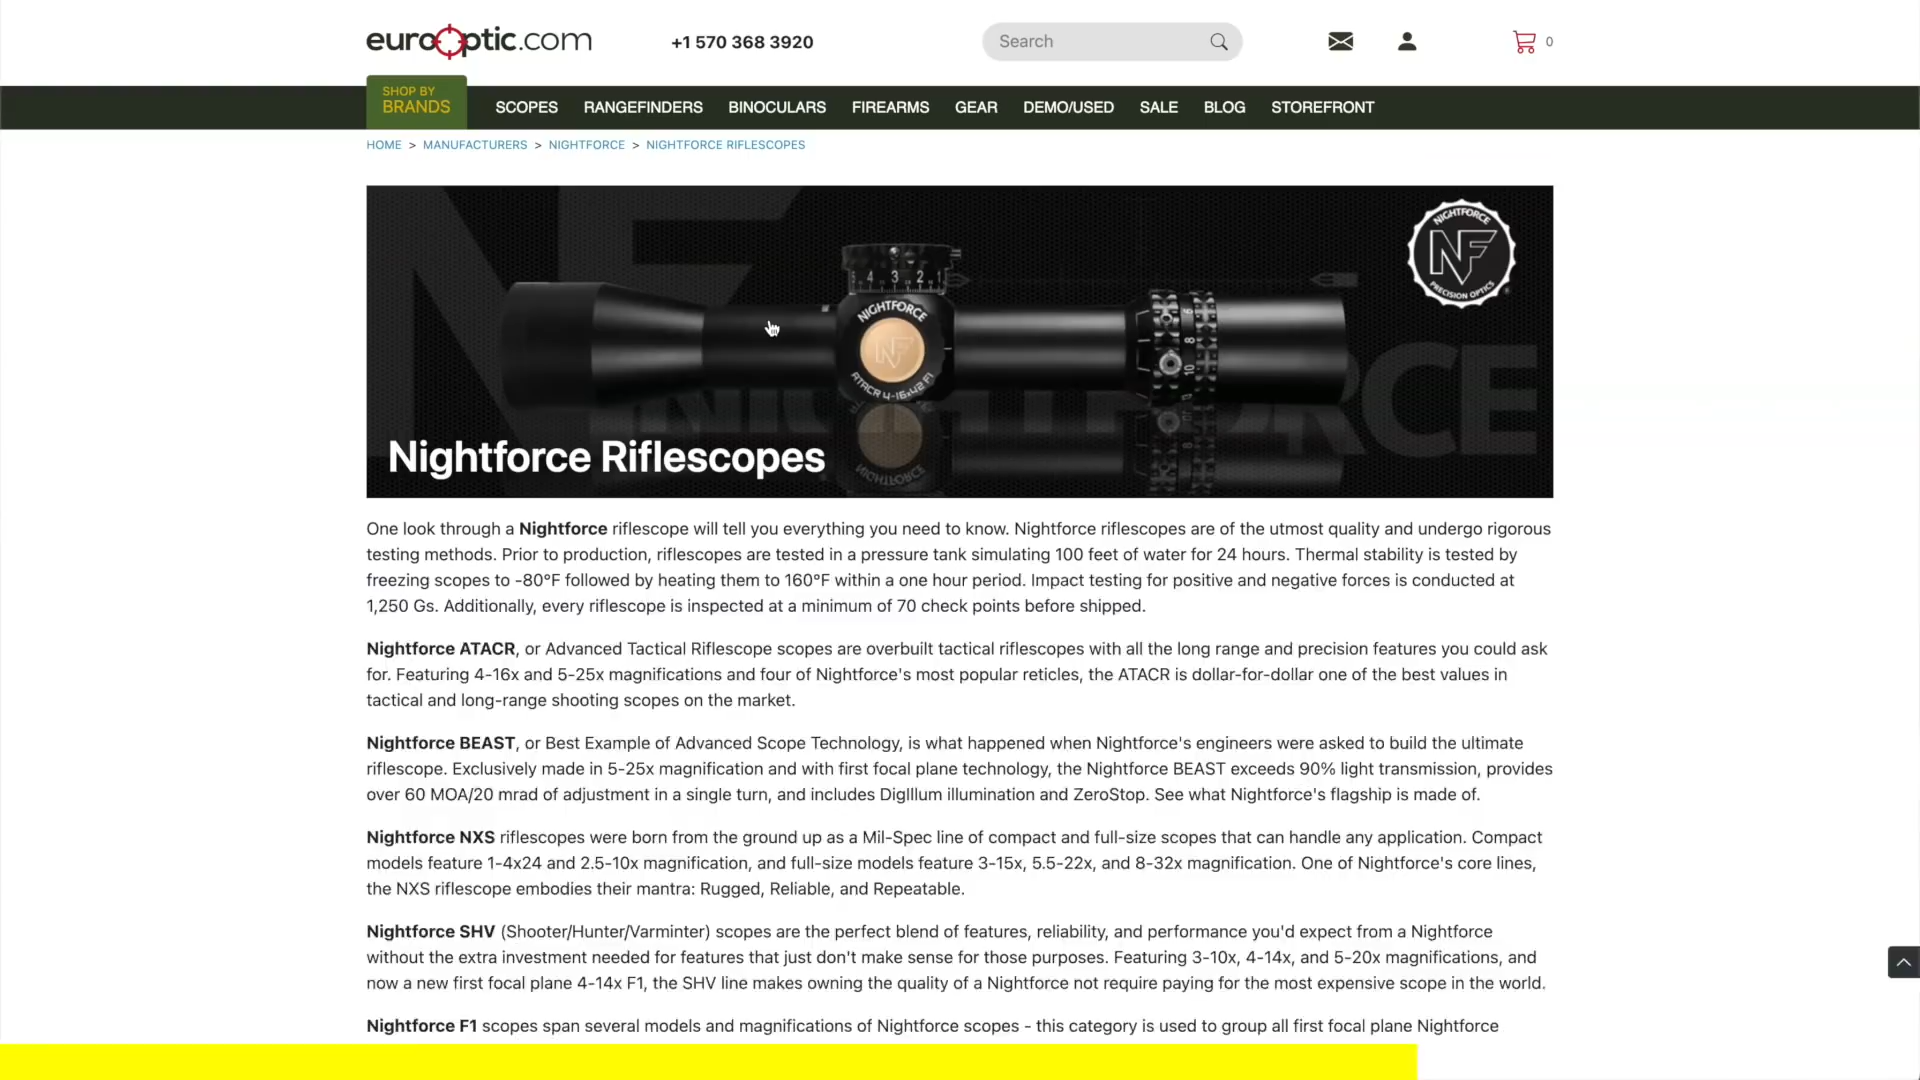 eurooptic.com
+1 570 368 3920
Search
0
SHOP BY
BRANDS
SCOPES
RANGEFINDERS
BINOCULARS
FIREARMS
GEAR
DEMO/USED
SALE
BLOG
STOREFRONT
HOME > MANUFACTURERS > NIGHTFORCE > NIGHTFORCE RIFLESCOPES
NIGHTFORCE
NF
PRECISION OPTICS
4 3 2 1
NIGHTFORCE
NF
ATACR 4-16x42 F1
8
10
NIGHTFORCE
Nightforce Riflescopes
One look through a Nightforce riflescope will tell you everything you need to know. Nightforce riflescopes are of the utmost quality and undergo rigorous
testing methods. Prior to production, riflescopes are tested in a pressure tank simulating 100 feet of water for 24 hours. Thermal stability is tested by
freezing scopes to -80°F followed by heating them to 160°F within a one hour period. Impact testing for positive and negative forces is conducted at
1,250 Gs. Additionally, every riflescope is inspected at a minimum of 70 check points before shipped.
Nightforce ATACR, or Advanced Tactical Riflescope scopes are overbuilt tactical riflescopes with all the long range and precision features you could ask
for. Featuring 4-16x and 5-25x magnifications and four of Nightforce's most popular reticles, the ATACR is dollar-for-dollar one of the best values in
tactical and long-range shooting scopes on the market.
Nightforce BEAST, or Best Example of Advanced Scope Technology, is what happened when Nightforce's engineers were asked to build the ultimate
riflescope. Exclusively made in 5-25x magnification and with first focal plane technology, the Nightforce BEAST exceeds 90% light transmission, provides
over 60 MOA/20 mrad of adjustment in a single turn, and includes DigIllum illumination and ZeroStop. See what Nightforce's flagship is made of.
Nightforce NXS riflescopes were born from the ground up as a Mil-Spec line of compact and full-size scopes that can handle any application. Compact
models feature 1-4x24 and 2.5-10x magnification, and full-size models feature 3-15x, 5.5-22x, and 8-32x magnification. One of Nightforce's core lines,
the NXS riflescope embodies their mantra: Rugged, Reliable, and Repeatable.
Nightforce SHV (Shooter/Hunter/Varminter) scopes are the perfect blend of features, reliability, and performance you'd expect from a Nightforce
without the extra investment needed for features that just don't make sense for those purposes. Featuring 3-10x, 4-14x, and 5-20x magnifications, and
now a new first focal plane 4-14x F1, the SHV line makes owning the quality of a Nightforce not require paying for the most expensive scope in the world.
Nightforce F1 scopes span several models and magnifications of Nightforce scopes - this category is used to group all first focal plane Nightforce